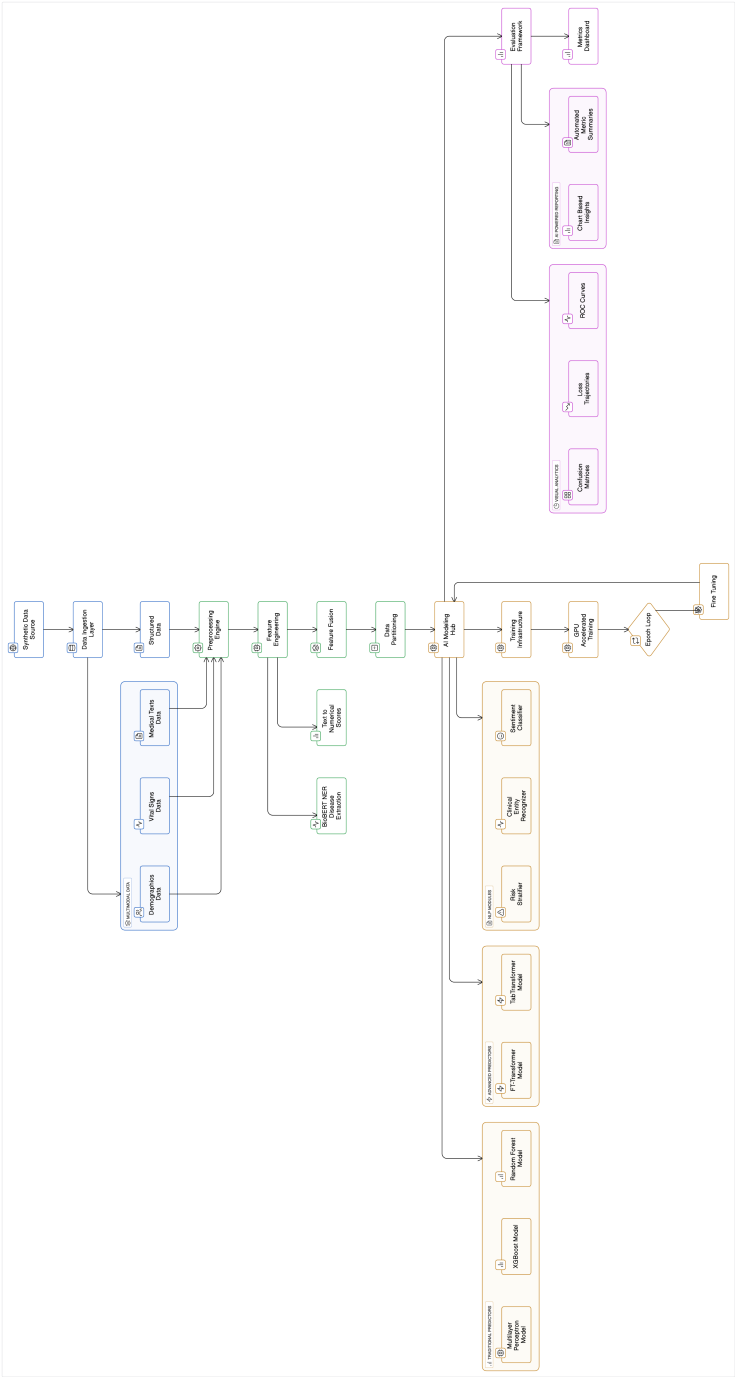 Synthetic Data
Source
Data Ingestion
Layer
MULTIMODAL DATA
Demographics
Data
Vital Signs
Data
Medical Texts
Data
Structured
Data
Preprocessing
Engine
Feature
Engineering
BioBERT NER
Disease
Extraction
Text to
Numerical
Scores
Feature Fusion
Data
Partitioning
AI Modeling
Hub
TRADITIONAL PREDICTORS
Multilayer
Perceptron
Model
XGBoost Model
Random Forest
Model
ADVANCED PREDICTORS
FT-Transformer
Model
TabTransformer
Model
NLP MODULES
Risk
Stratifier
Clinical
Entity
Recognizer
Sentiment
Classifier
Training
Infrastructure
GPU
Accelerated
Training
Epoch Loop
Fine Tuning
Evaluation
Framework
Metrics
Dashboard
AI POWERED REPORTING
Chart Based
Insights
Automated
Metric
Summaries
VISUAL ANALYTICS
Confusion
Matrices
Loss
Trajectories
ROC Curves